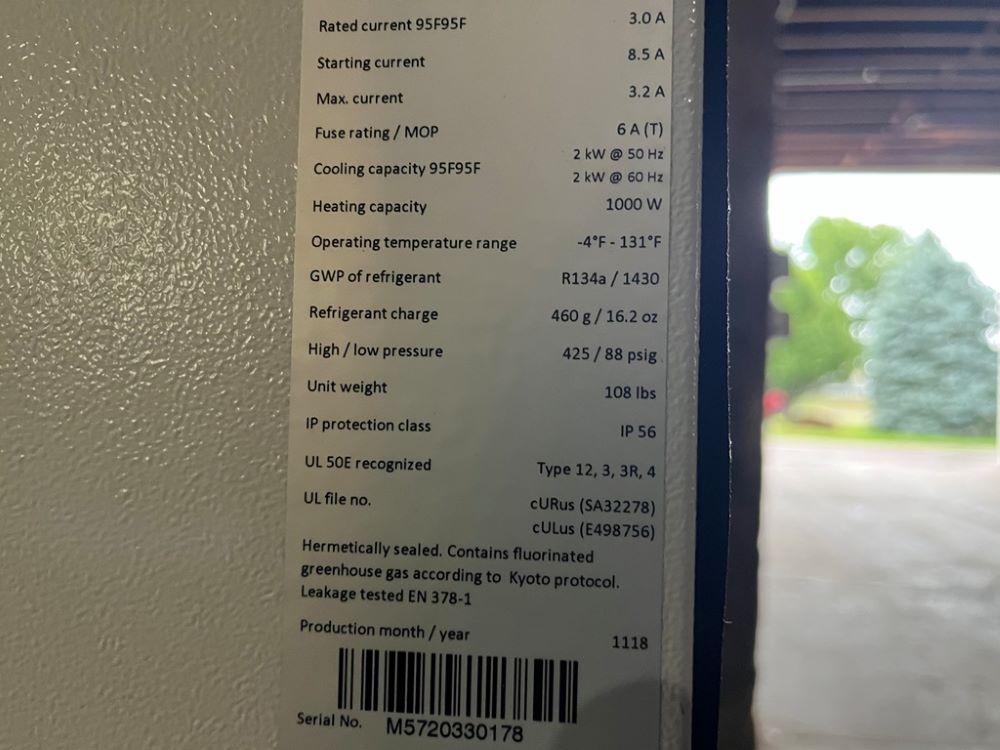 Rated current 95F95F 3.0 A
Starting current 8.5 A
Max. current 3.2 A
Fuse rating / MOP 6 A (T)
Cooling capacity 95F95F 2 kW @ 50 Hz
2 kW @ 60 Hz
Heating capacity 1000 W
Operating temperature range -4°F - 131°F
GWP of refrigerant R134a / 1430
Refrigerant charge 460 g / 16.2 oz
High / low pressure 425 / 88 psig
Unit weight 108 lbs
IP protection class IP 56
UL 50E recognized Type 12, 3, 3R, 4
UL file no. cURus (SA32278)
cULus (E498756)
Hermetically sealed. Contains fluorinated
greenhouse gas according to Kyoto protocol.
Leakage tested EN 378-1
Production month / year 1118
Serial No. M5720330178